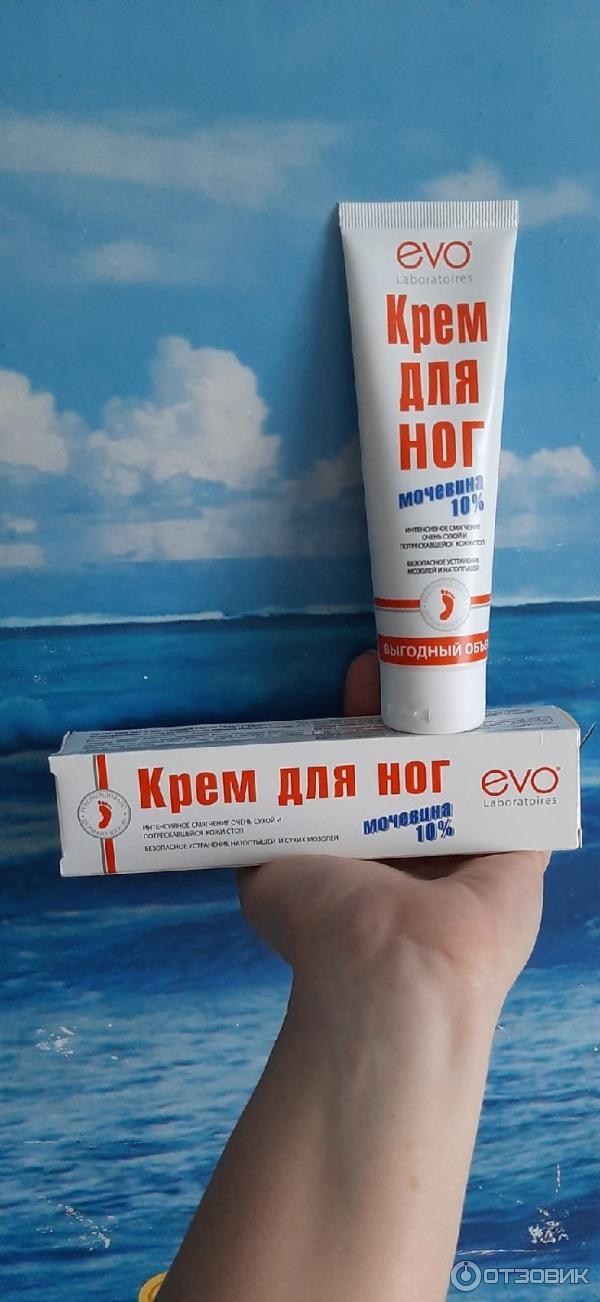 evo
Laboratoires
Крем
для
ног
мочевина
10%
ИНТЕНСИВНОЕ СМЯГЧЕНИЕ
ОЧЕНЬ СУХОЙ И
ПОТРЕСКАВШЕЙСЯ КОЖИ СТОП
БЕЗОПАСНОЕ УСТРАНЕНИЕ
МОЗОЛЕЙ И НАТОПТЫШЕЙ
ВЫГОДНЫЙ ОБЪЕ
Крем для ног
evo
Laboratoires
ИНТЕНСИВНОЕ СМЯГЧЕНИЕ ОЧЕНЬ СУХОЙ И
ПОТРЕСКАВШЕЙСЯ КОЖИ СТОП
мочевина
10%
БЕЗОПАСНОЕ УСТРАНЕНИЕ НАТОПТЫШЕЙ И СУХИХ МОЗОЛЕЙ
ОТЗОВИК